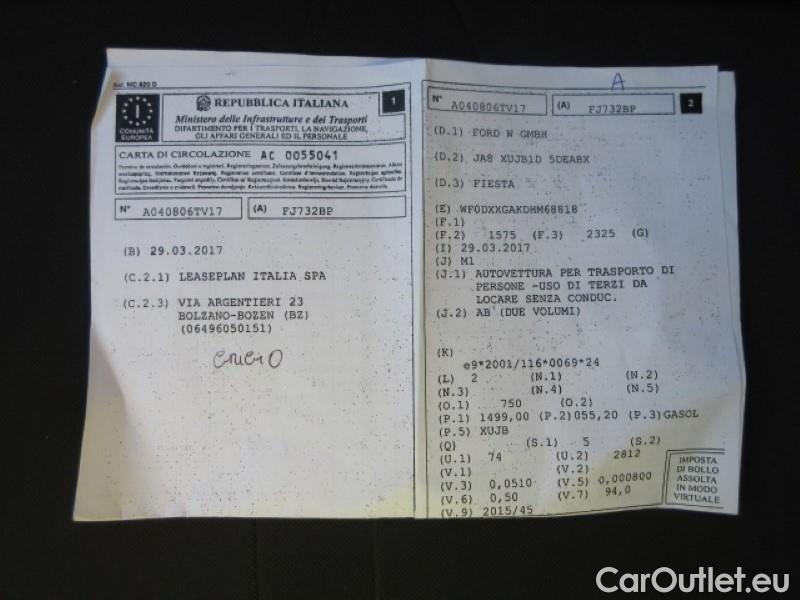 Mod. MC 820 D
COMUNITÀ
EUROPEA
I
REPUBBLICA ITALIANA
1
Ministero delle Infrastrutture e dei Trasporti
DIPARTIMENTO PER I TRASPORTI, LA NAVIGAZIONE,
GLI AFFARI GENERALI ED IL PERSONALE
CARTA DI CIRCOLAZIONE AC 0055041
N° A040806TV17 (A) FJ732BP
(B) 29.03.2017
(C.2.1) LEASEPLAN ITALIA SPA
(C.2.3) VIA ARGENTIERI 23
BOLZANO-BOZEN (BZ)
(06496050151)
A
N° A040806TV17 (A) FJ732BP 2
(D.1) FORD W GMBH
(D.2) JA8 XUJB1D 5DEABX
(D.3) FIESTA
(E) WF0DXXGAKDHM68818
(F.1)
(F.2) 1575 (F.3) 2325 (G)
(I) 29.03.2017
(J) M1
(J.1) AUTOVETTURA PER TRASPORTO DI
PERSONE -USO DI TERZI DA
LOCARE SENZA CONDUC.
(J.2) AB (DUE VOLUMI)
(K)
e9*2001/116*0069*24
(L) 2 (N.1) (N.2)
(N.3) (N.4) (N.5)
(O.1) 750 (O.2)
(P.1) 1499,00 (P.2)055,20 (P.3)GASOL
(P.5) XUJB
(Q) (S.1) 5 (S.2)
(U.1) 74 (U.2) 2812
(V.1) (V.2)
(V.3) 0,0510 (V.5) 0,000800
(V.6) 0,50 (V.7) 94,0
(V.9) 2015/45
IMPOSTA
DI BOLLO
ASSOLTA
IN MODO
VIRTUALE
CarOutlet.eu